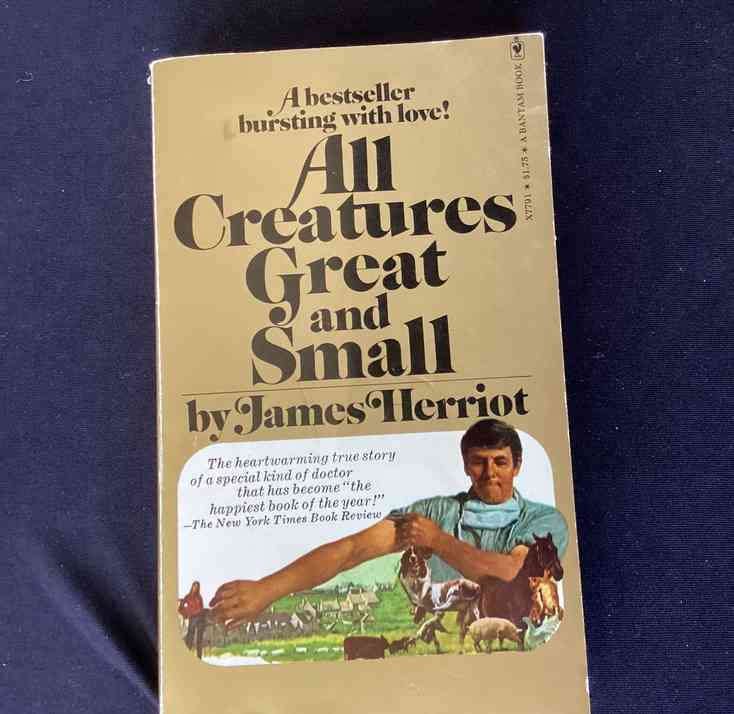 A bestseller
bursting with love!
All
Creatures
Great
and
Small
by James Herriot
The heartwarming true story
of a special kind of doctor
that has become "the
happiest book of the year!"
—The New York Times Book Review
X7791 * $1.75 * A BANTAM BOOK